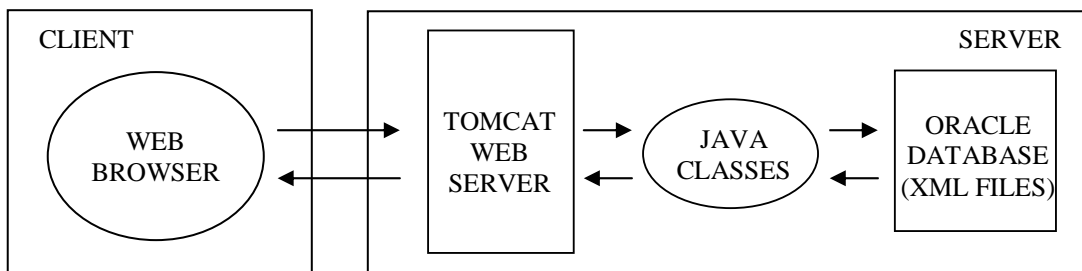 CLIENT
SERVER
WEB
BROWSER
TOMCAT
WEB
SERVER
JAVA
CLASSES
ORACLE
DATABASE
(XML FILES)